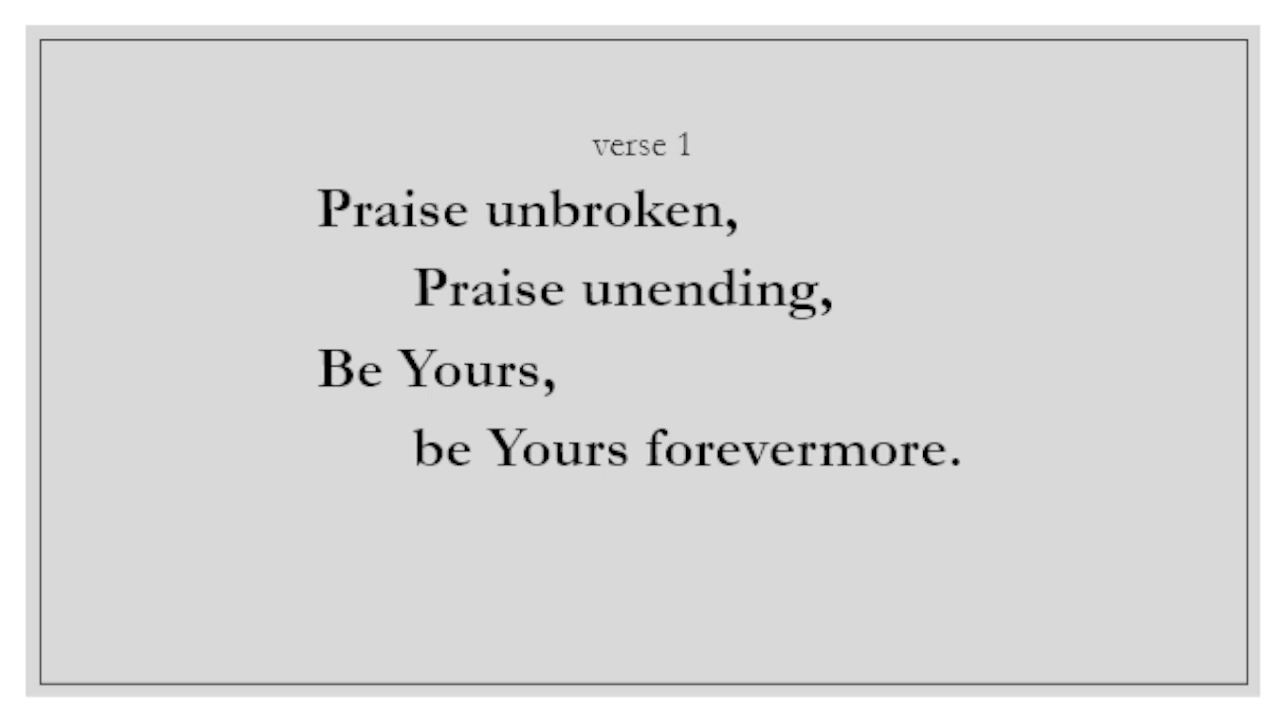 verse 1
Praise unbroken,
Praise unending,
Be Yours,
be Yours forevermore.